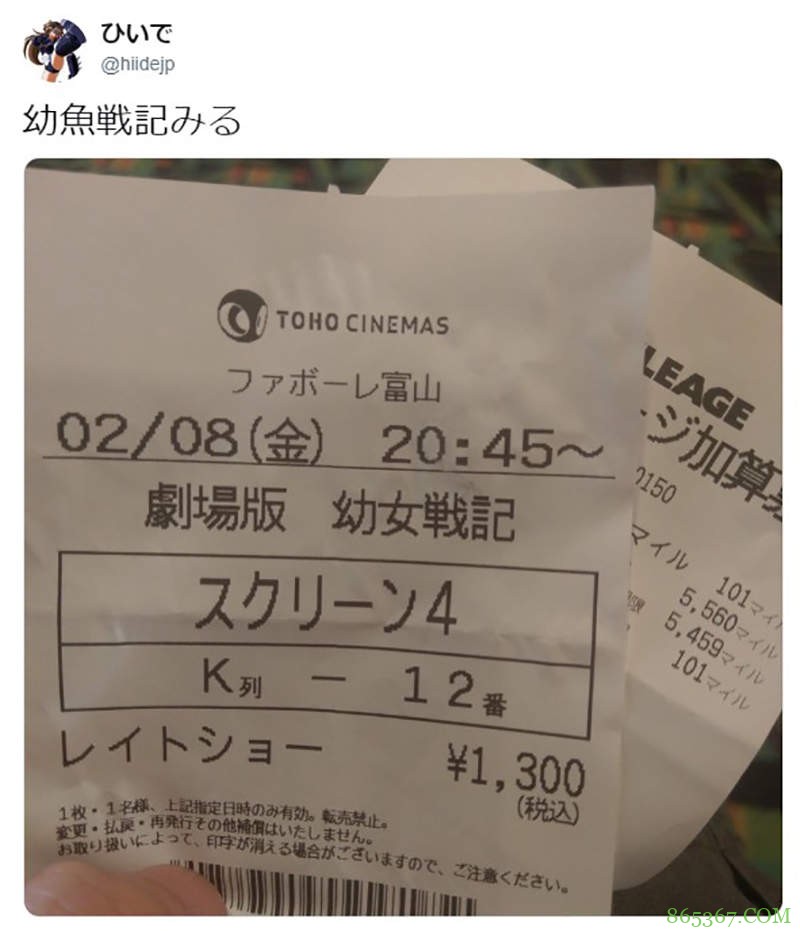 ひいで
@hiidejp
幼魚戦記みる
TOHO CINEMAS
ファボーレ富山
02/08(金) 20:45～
劇場版 幼女戦記
スクリーン4
K列 － 12番
レイトショー ¥1,300
(税込)
1枚・1名様、上記指定日時のみ有効。転売禁止。
変更・払戻・再発行その他補償はいたしません。
お取り扱いによって、印字が消える場合がございますので、ご注意ください。
LEAGE
ージ加算
0150
マイル
101マイル
5,560マイル
5,459マイル
101マイル
865367.COM